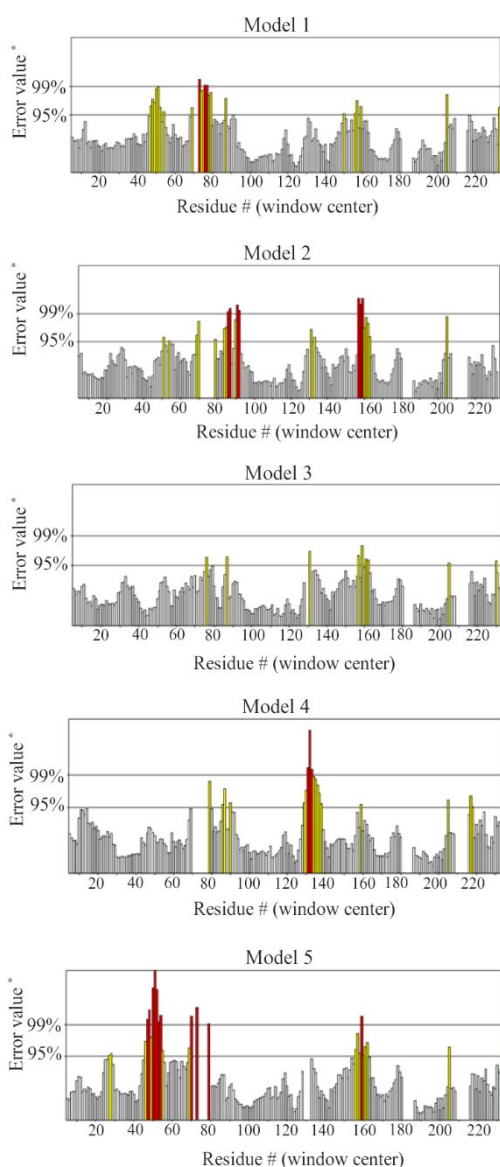 Model 1
Error value *
99%
95%
20 40 60 80 100 120 140 160 180 200 220
Residue # (window center)
Model 2
Error value *
99%
95%
20 40 60 80 100 120 140 160 180 200 220
Residue # (window center)
Model 3
Error value *
99%
95%
20 40 60 80 100 120 140 160 180 200 220
Residue # (window center)
Model 4
Error value *
99%
95%
20 40 60 80 100 120 140 160 180 200 220
Residue # (window center)
Model 5
Error value *
99%
95%
20 40 60 80 100 120 140 160 180 200 220
Residue # (window center)